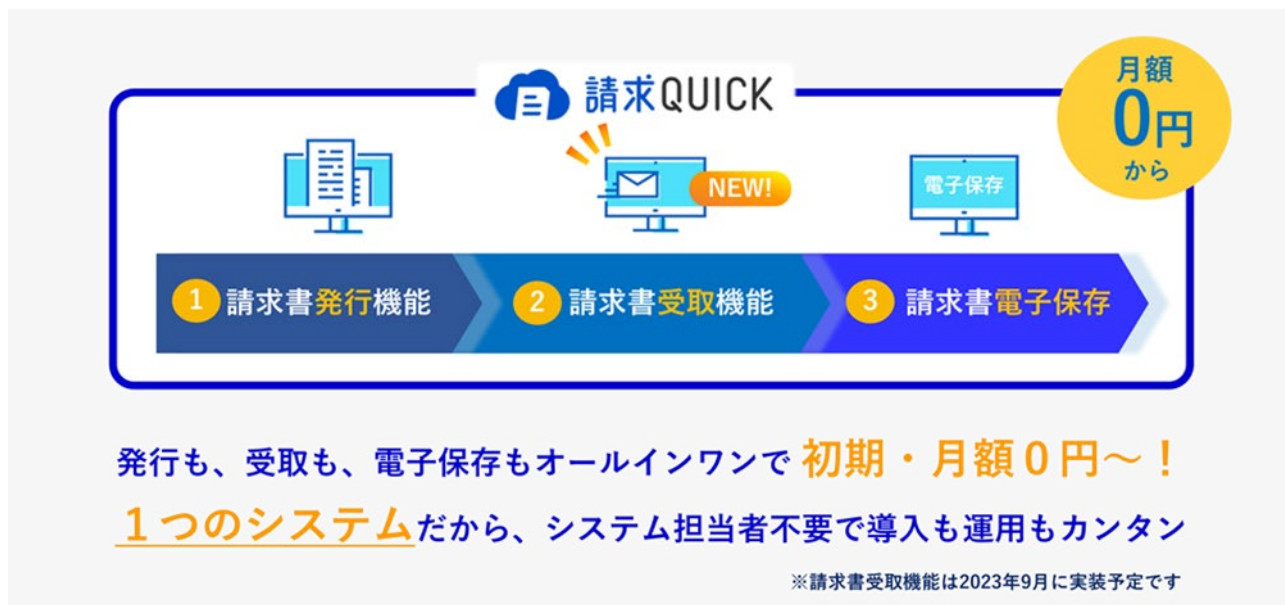 請求QUICK
月額
0円
から
NEW!
電子保存
1 請求書発行機能
2 請求書受取機能
3 請求書電子保存
発行も、受取も、電子保存もオールインワンで 初期・月額０円～！
１つのシステムだから、システム担当者不要で導入も運用もカンタン
※請求書受取機能は2023年9月に実装予定です